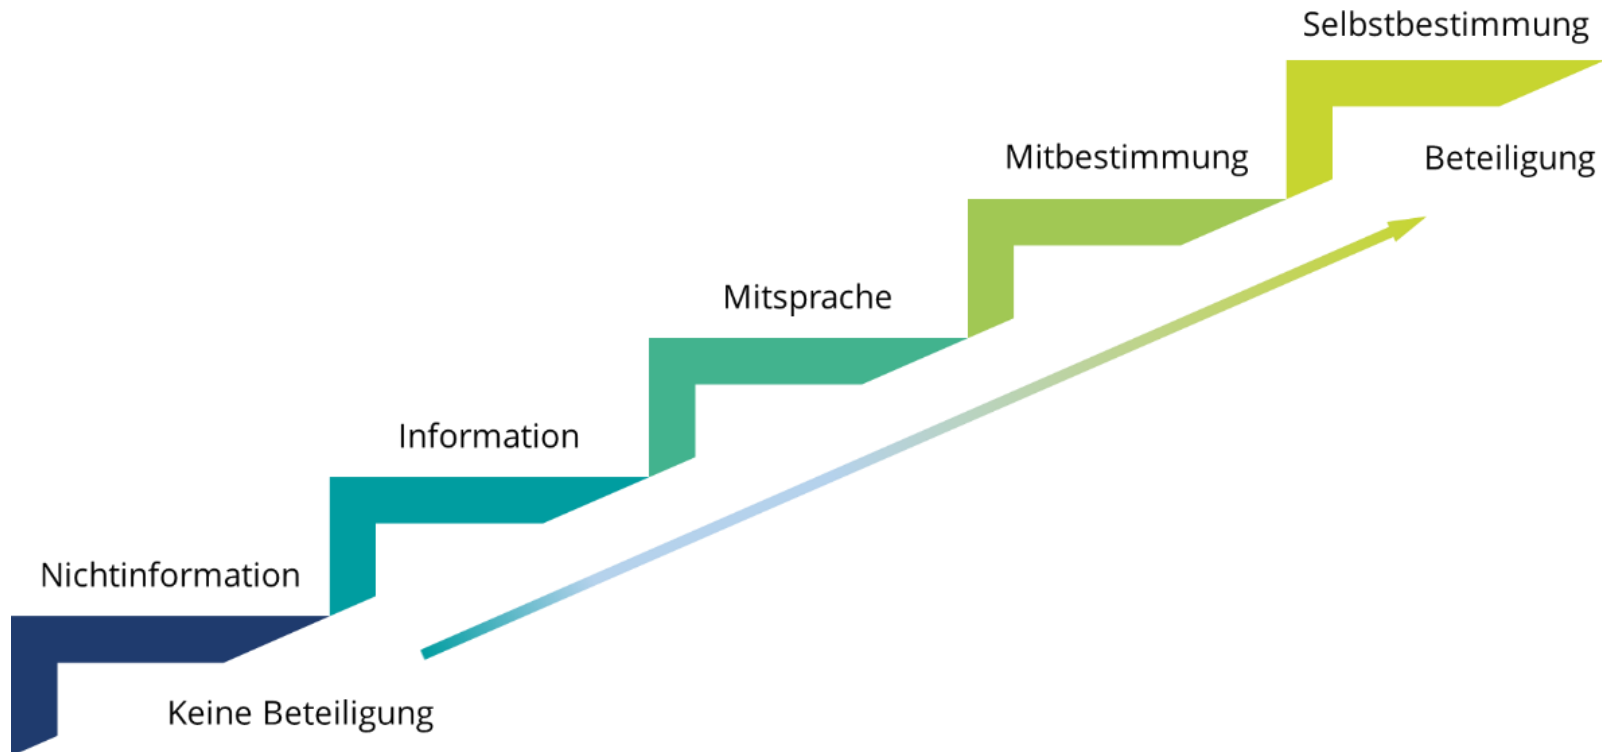 Selbstbestimmung
Mitbestimmung
Beteiligung
Mitsprache
Information
Nichtinformation
Keine Beteiligung